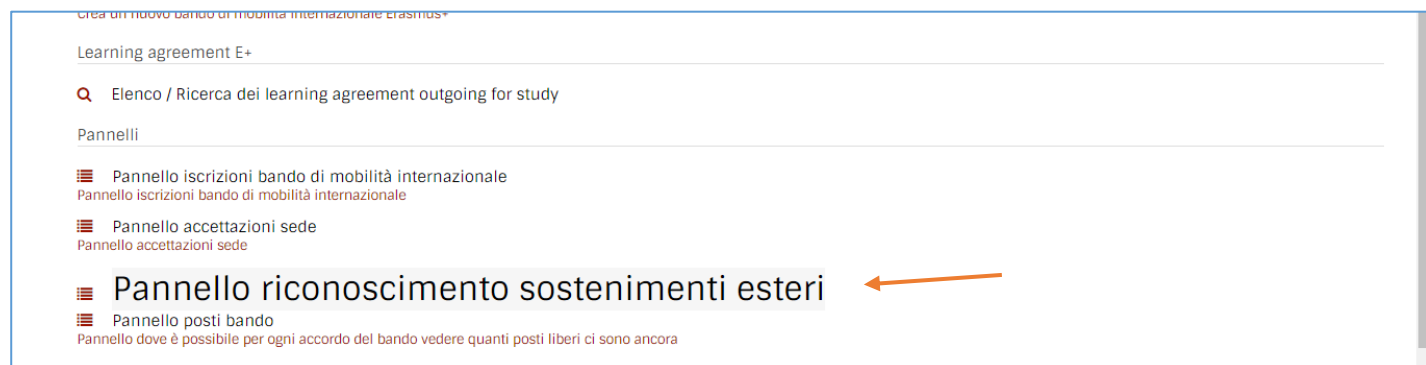 Crea un nuovo bando di mobilità internazionale Erasmus+
Learning agreement E+
Elenco / Ricerca dei learning agreement outgoing for study
Pannelli
Pannello iscrizioni bando di mobilità internazionale
Pannello iscrizioni bando di mobilità internazionale
Pannello accettazioni sede
Pannello accettazioni sede
Pannello riconoscimento sostenimenti esteri
Pannello posti bando
Pannello dove è possibile per ogni accordo del bando vedere quanti posti liberi ci sono ancora